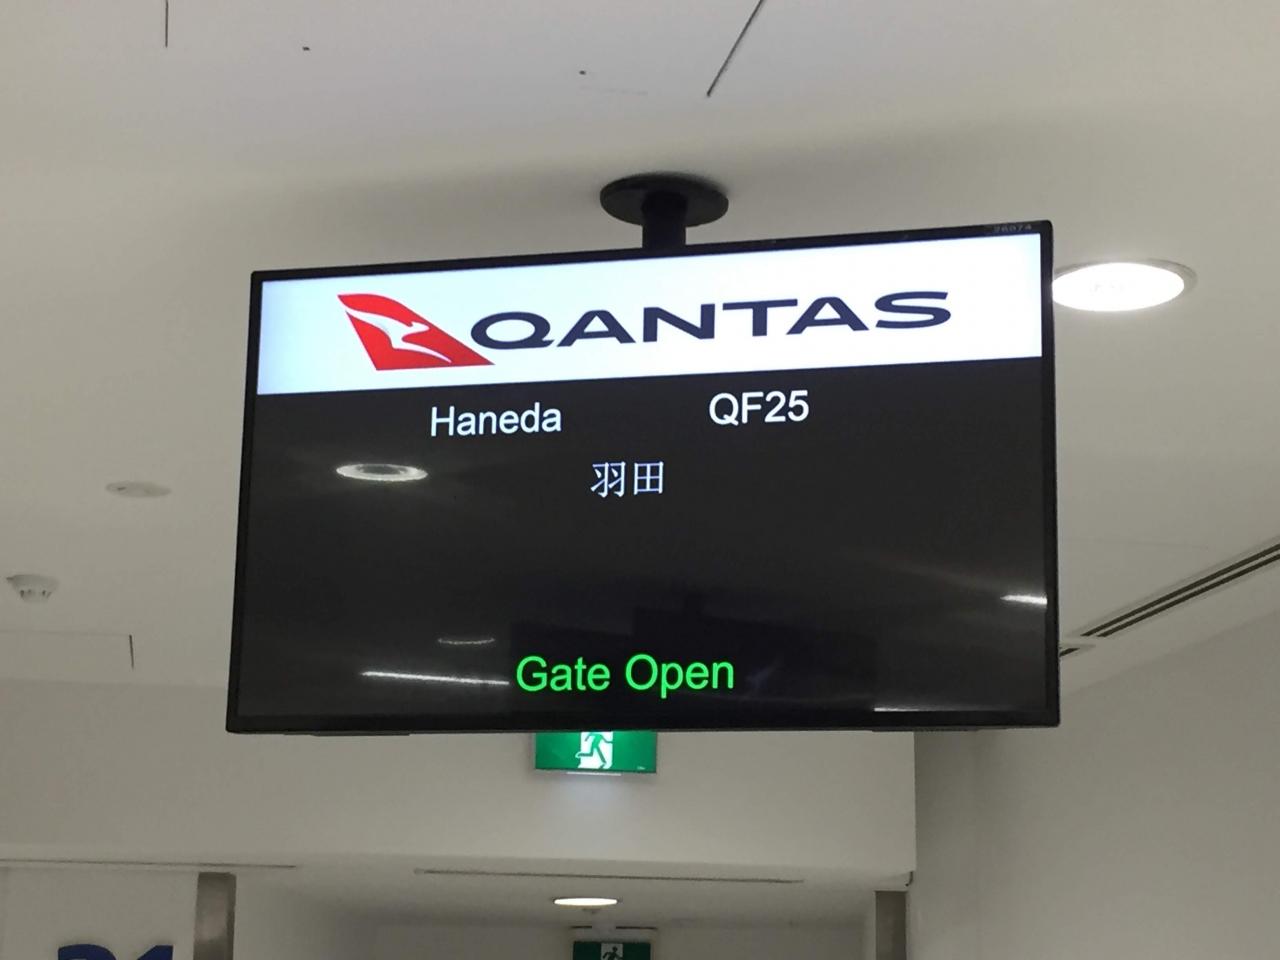 QANTAS
Haneda QF25
羽田
Gate Open